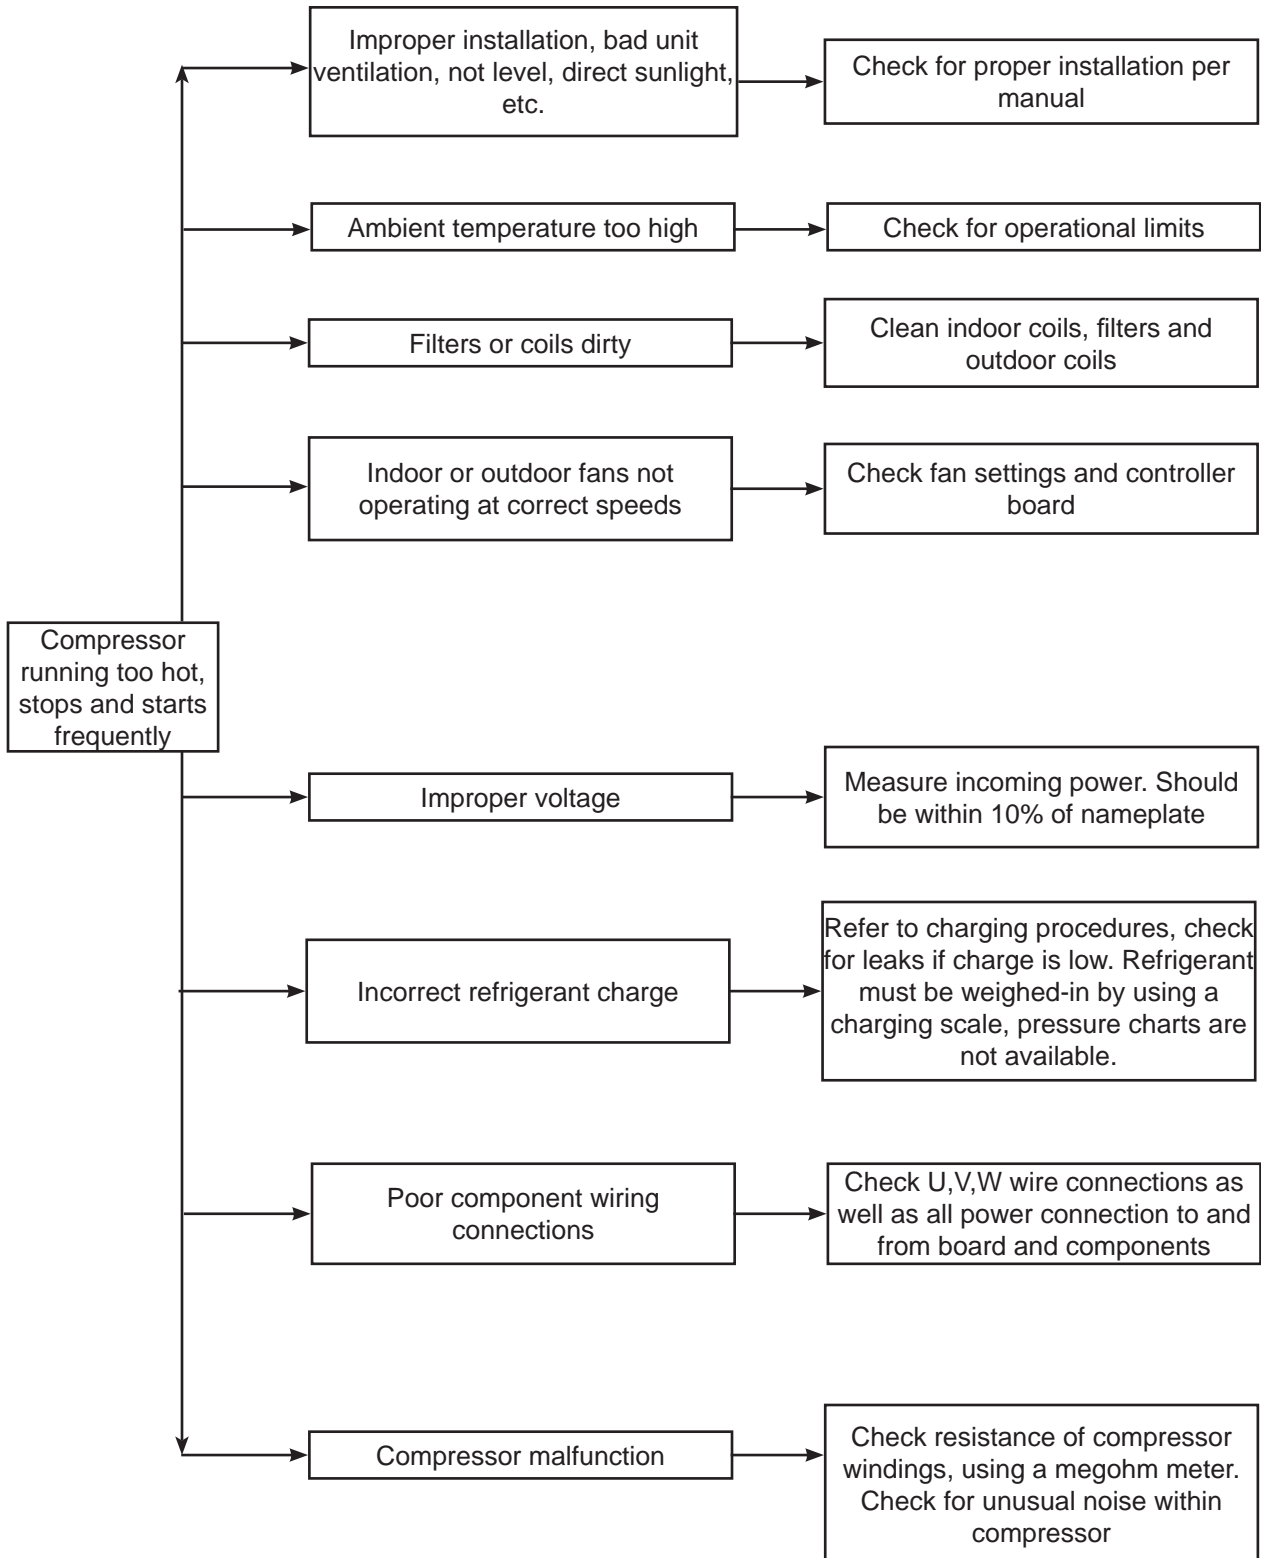 Improper installation, bad unit
ventilation, not level, direct sunlight,
etc.
Check for proper installation per
manual
Ambient temperature too high
Check for operational limits
Filters or coils dirty
Clean indoor coils, filters and
outdoor coils
Indoor or outdoor fans not
operating at correct speeds
Check fan settings and controller
board
Compressor
running too hot,
stops and starts
frequently
Improper voltage
Measure incoming power. Should
be within 10% of nameplate
Incorrect refrigerant charge
Refer to charging procedures, check
for leaks if charge is low. Refrigerant
must be weighed-in by using a
charging scale, pressure charts are
not available.
Poor component wiring
connections
Check U,V,W wire connections as
well as all power connection to and
from board and components
Compressor malfunction
Check resistance of compressor
windings, using a megohm meter.
Check for unusual noise within
compressor